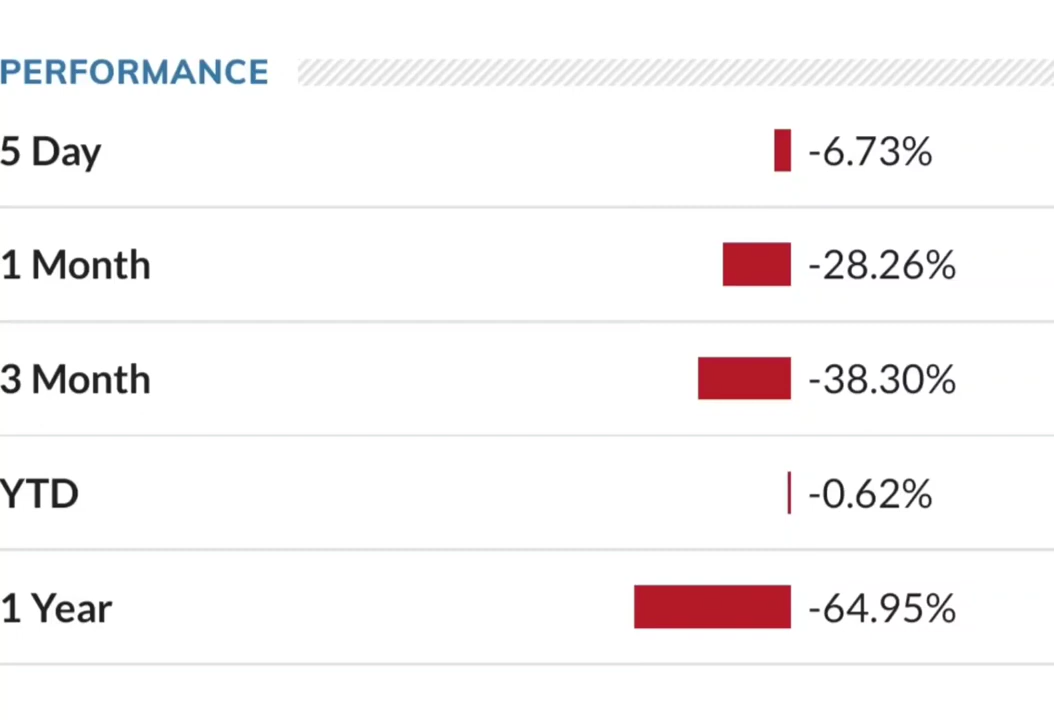 PERFORMANCE
5 Day -6.73%
1 Month -28.26%
3 Month -38.30%
YTD -0.62%
1 Year -64.95%